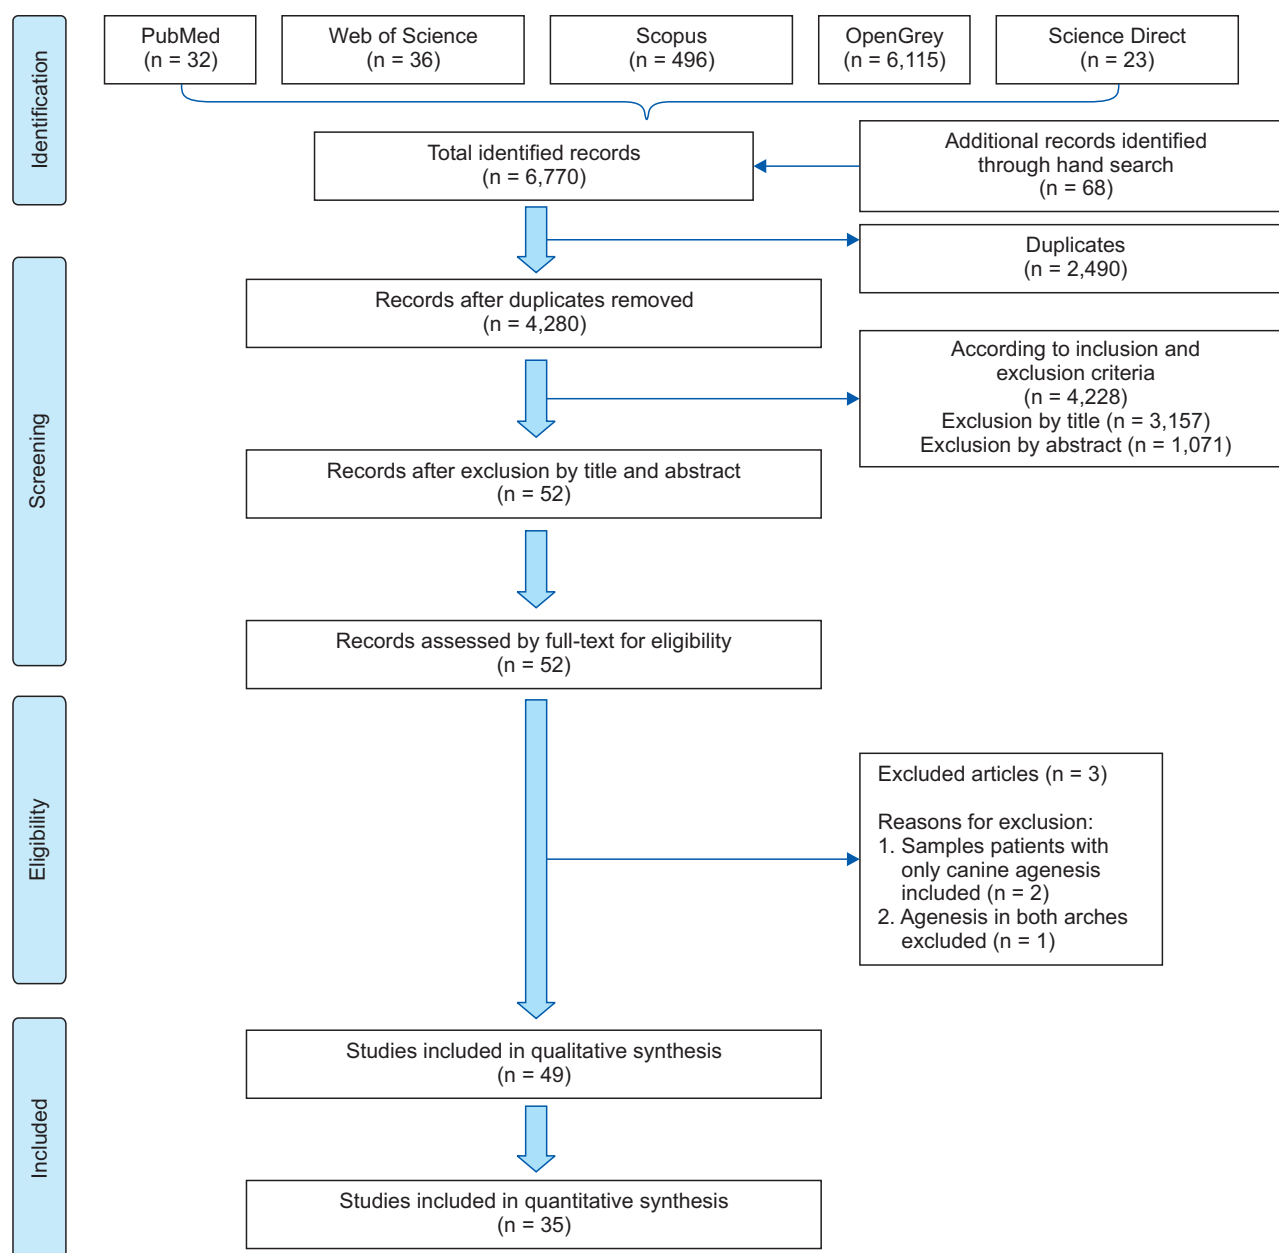 Identification
PubMed
(n = 32)
Web of Science
(n = 36)
Scopus
(n = 496)
OpenGrey
(n = 6,115)
Science Direct
(n = 23)
Total identified records
(n = 6,770)
Additional records identified
through hand search
(n = 68)
Duplicates
(n = 2,490)
Screening
Records after duplicates removed
(n = 4,280)
According to inclusion and
exclusion criteria
(n = 4,228)
Exclusion by title (n = 3,157)
Exclusion by abstract (n = 1,071)
Records after exclusion by title and abstract
(n = 52)
Records assessed by full-text for eligibility
(n = 52)
Eligibility
Excluded articles (n = 3)
Reasons for exclusion:
1. Samples patients with
only canine agenesis
included (n = 2)
2. Agenesis in both arches
excluded (n = 1)
Included
Studies included in qualitative synthesis
(n = 49)
Studies included in quantitative synthesis
(n = 35)